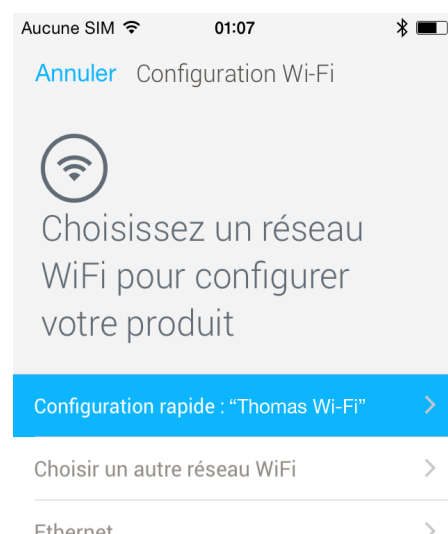 Aucune SIM 01:07
Annuler Configuration Wi-Fi
Choisissez un réseau
WiFi pour configurer
votre produit
Configuration rapide : “Thomas Wi-Fi”
Choisir un autre réseau WiFi
Ethernet